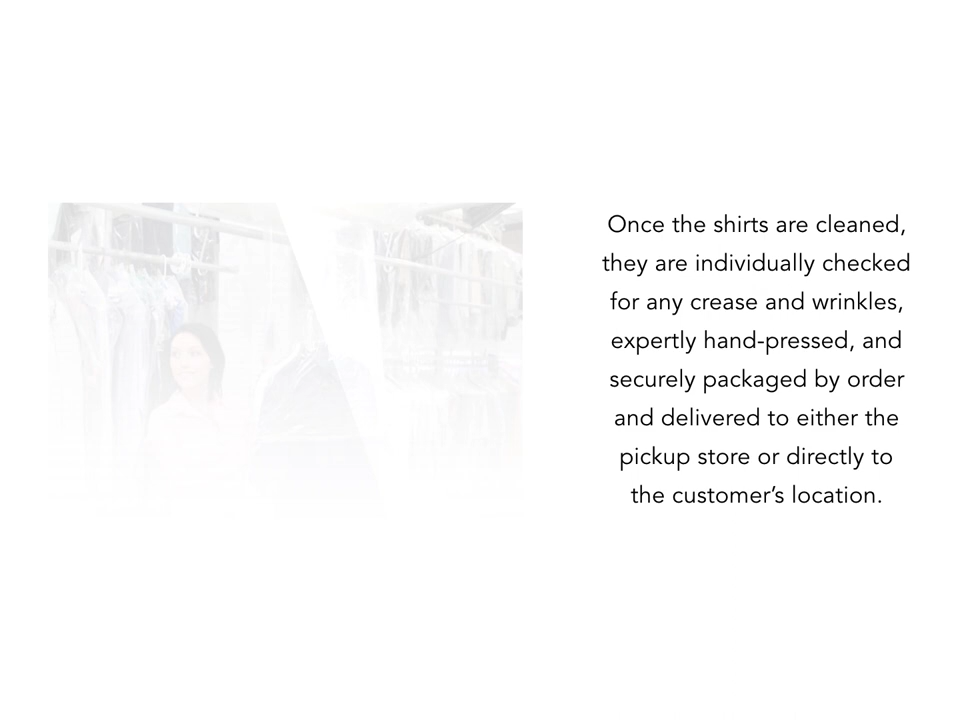 Once the shirts are cleaned,
they are individually checked
for any crease and wrinkles,
expertly hand-pressed, and
securely packaged by order
and delivered to either the
pickup store or directly to
the customer’s location.